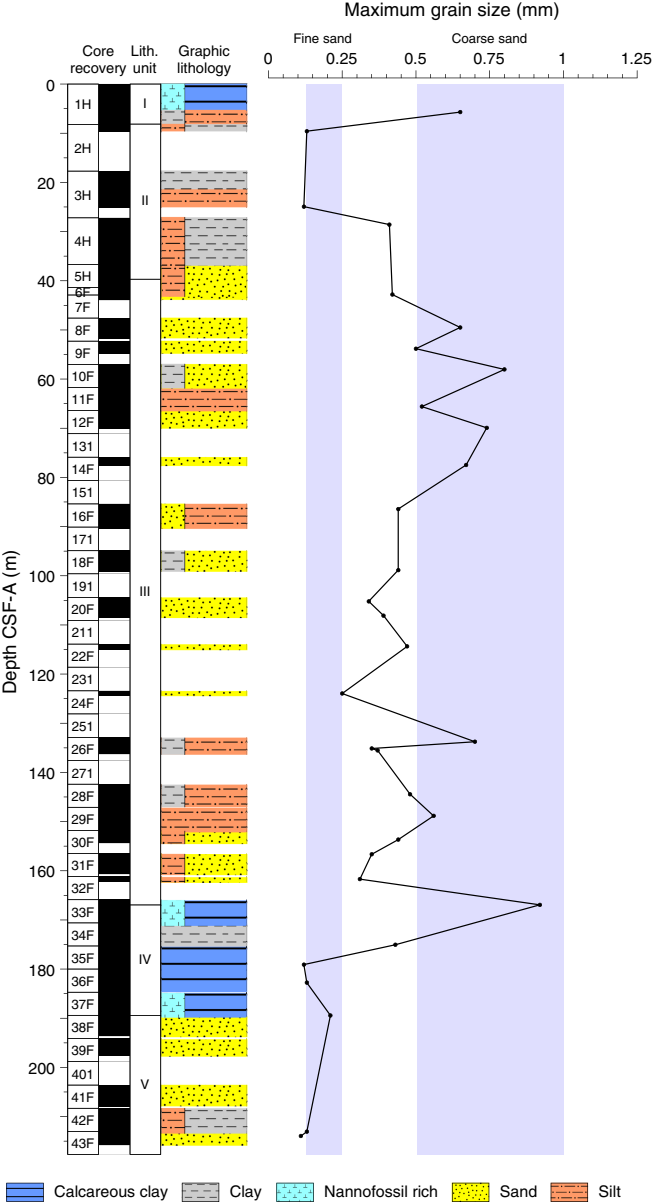 Maximum grain size (mm)
Fine sand Coarse sand
0 0.25 0.5 0.75 1 1.25
Core recovery Lith. unit Graphic lithology
Depth CSF-A (m)
0
20
40
60
80
100
120
140
160
180
200
1H
2H
3H
4H
5H
6F
7F
8F
9F
10F
11F
12F
131
14F
151
16F
171
18F
191
20F
211
22F
231
24F
251
26F
271
28F
29F
30F
31F
32F
33F
34F
35F
36F
37F
38F
39F
401
41F
42F
43F
I
II
III
IV
V
Calcareous clay Clay Nannofossil rich Sand Silt